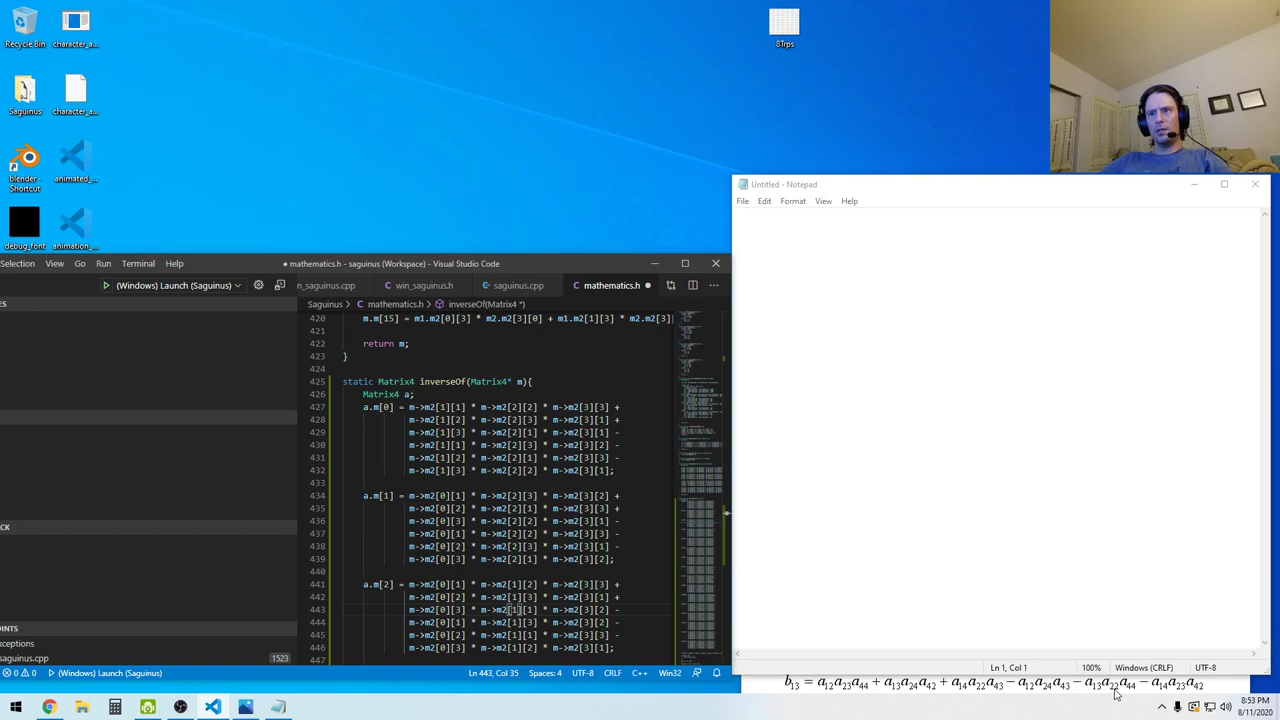 Recycle Bin
character_a...
8Trps
Saguinus
character_a...
blender - Shortcut
animated_...
debug_font
animation_...
Untitled - Notepad
File Edit Format View Help
Selection View Go Run Terminal Help
● mathematics.h - saguinus (Workspace) - Visual Studio Code
(Windows) Launch (Saguinus)
n_saguinus.cpp
win_saguinus.h
saguinus.cpp
mathematics.h ●
Saguinus > mathematics.h > inverseOf(Matrix4 *)
420 m.m[15] = m1.m2[0][3] * m2.m2[3][0] + m1.m2[1][3] * m2.m2[3]
421
422 return m;
423 }
424
425 static Matrix4 inverseOf(Matrix4* m){
426 Matrix4 a;
427 a.m[0] = m->m2[1][1] * m->m2[2][2] * m->m2[3][3] +
428 m->m2[1][2] * m->m2[2][3] * m->m2[3][1] +
429 m->m2[1][3] * m->m2[2][1] * m->m2[3][2] -
430 m->m2[1][1] * m->m2[2][3] * m->m2[3][2] -
431 m->m2[1][2] * m->m2[2][1] * m->m2[3][3] -
432 m->m2[1][3] * m->m2[2][2] * m->m2[3][1];
433
434 a.m[1] = m->m2[0][1] * m->m2[2][3] * m->m2[3][2] +
435 m->m2[0][2] * m->m2[2][1] * m->m2[3][3] +
436 m->m2[0][3] * m->m2[2][2] * m->m2[3][1] -
437 m->m2[0][1] * m->m2[2][2] * m->m2[3][3] -
438 m->m2[0][2] * m->m2[2][3] * m->m2[3][1] -
439 m->m2[0][3] * m->m2[2][1] * m->m2[3][2];
440
441 a.m[2] = m->m2[0][1] * m->m2[1][2] * m->m2[3][3] +
442 m->m2[0][2] * m->m2[1][3] * m->m2[3][1] +
443 m->m2[0][3] * m->m2[1][1] * m->m2[3][2] -
444 m->m2[0][1] * m->m2[1][3] * m->m2[3][2] -
445 m->m2[0][2] * m->m2[1][1] * m->m2[3][3] -
446 m->m2[0][3] * m->m2[1][2] * m->m2[3][1];
447
ES
CK
OINTS
xceptions
saguinus.cpp 1523
0 0 (Windows) Launch (Saguinus)
Ln 443, Col 35 Spaces: 4 UTF-8 CRLF C++ Win32
Ln 1, Col 1 100% Windows (CRLF) UTF-8
b13 = a12a23a44 + a13a24a42 + a14a22a43 − a12a24a43 − a13a22a44 − a14a23a42
8:53 PM
8/11/2020